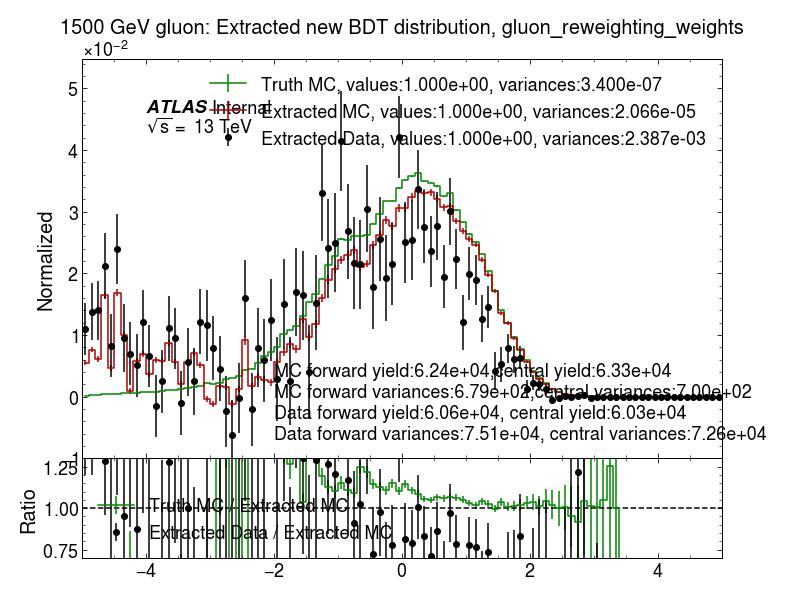 1500 GeV gluon: Extracted new BDT distribution, gluon_reweighting_weights
×10⁻²
Truth MC, values:1.000e+00, variances:3.400e-07
ATLAS Internal
Extracted MC, values:1.000e+00, variances:2.066e-05
√s = 13 TeV
Extracted Data, values:1.000e+00, variances:2.387e-03
5
4
3
2
1
0
1
Normalized
MC forward yield:6.24e+04,central yield:6.33e+04
MC forward variances:6.79e+02,central variances:7.00e+02
Data forward yield:6.06e+04, central yield:6.03e+04
Data forward variances:7.51e+04, central variances:7.26e+04
1.25
1.00
0.75
Ratio
Truth MC / Extracted MC
Extracted Data / Extracted MC
−4 −2 0 2 4